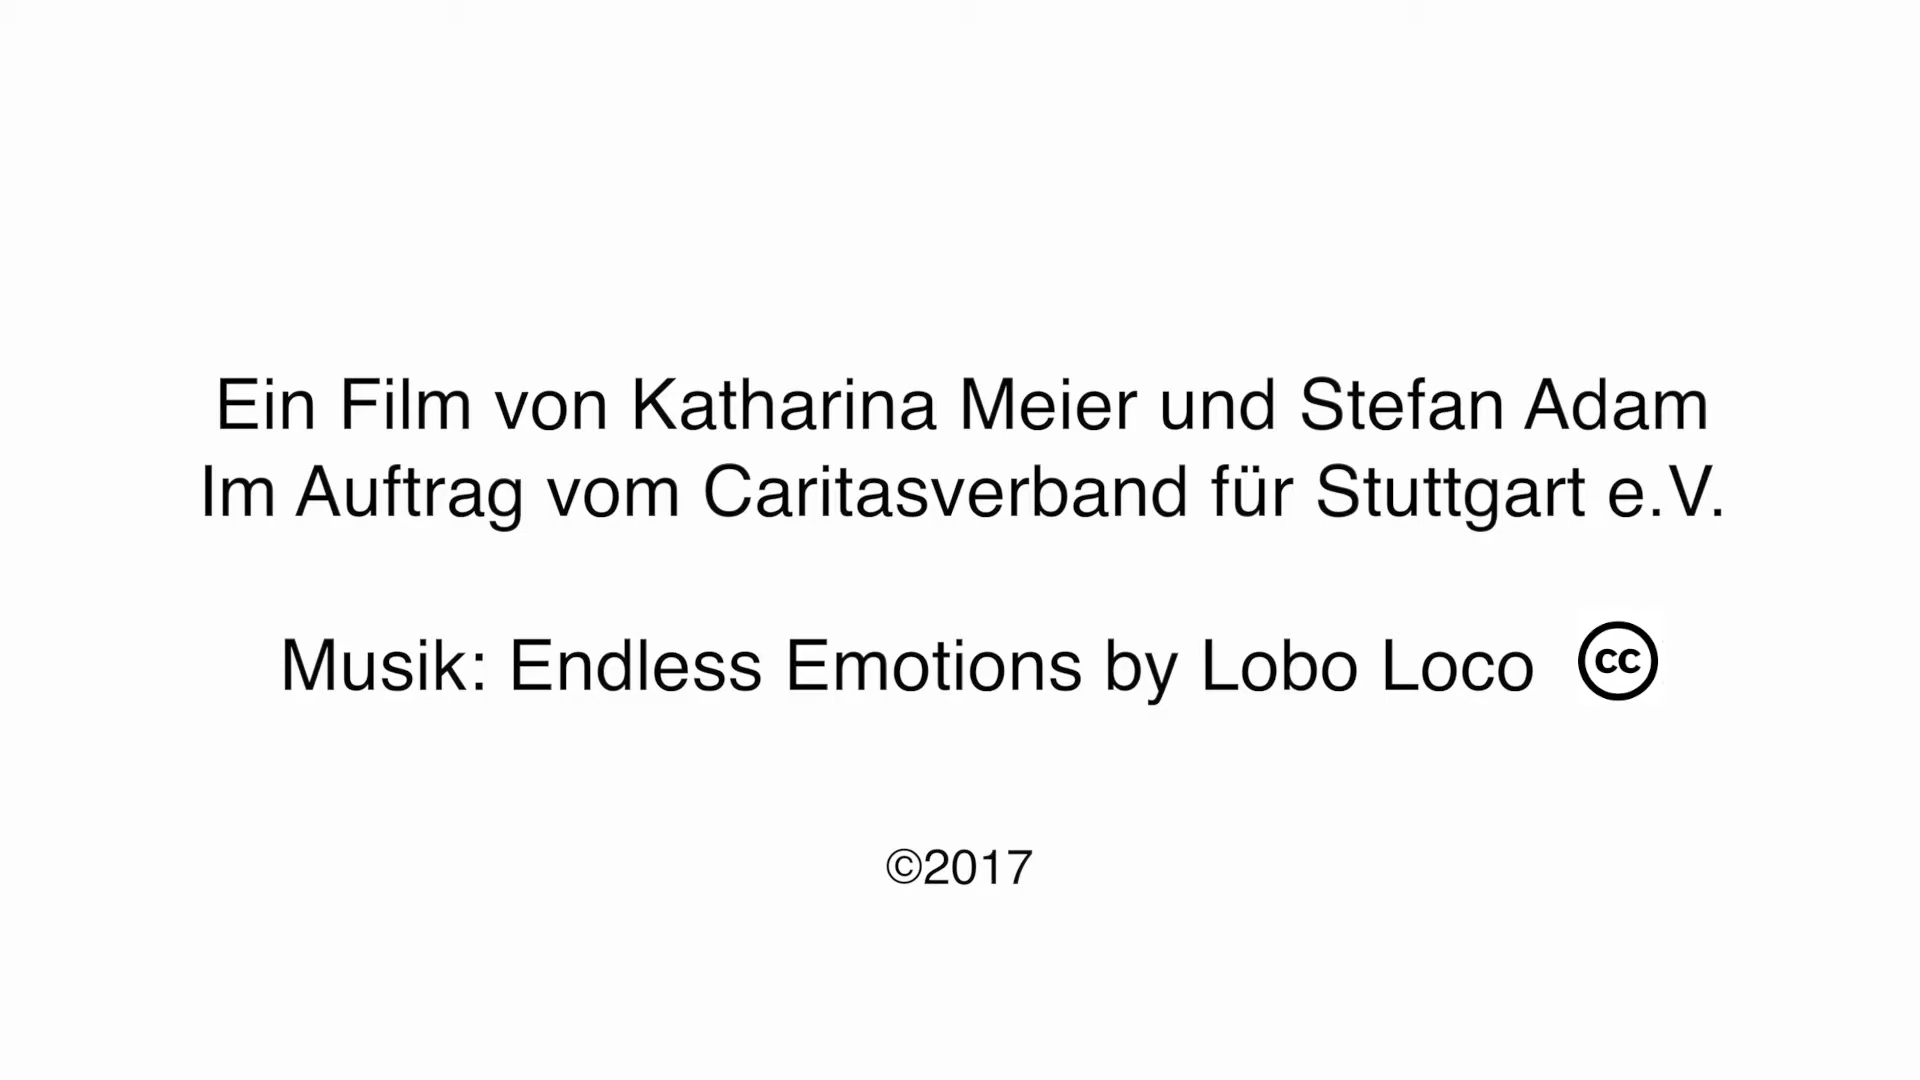 Ein Film von Katharina Meier und Stefan Adam
Im Auftrag vom Caritasverband für Stuttgart e.V.
Musik: Endless Emotions by Lobo Loco cc
©2017